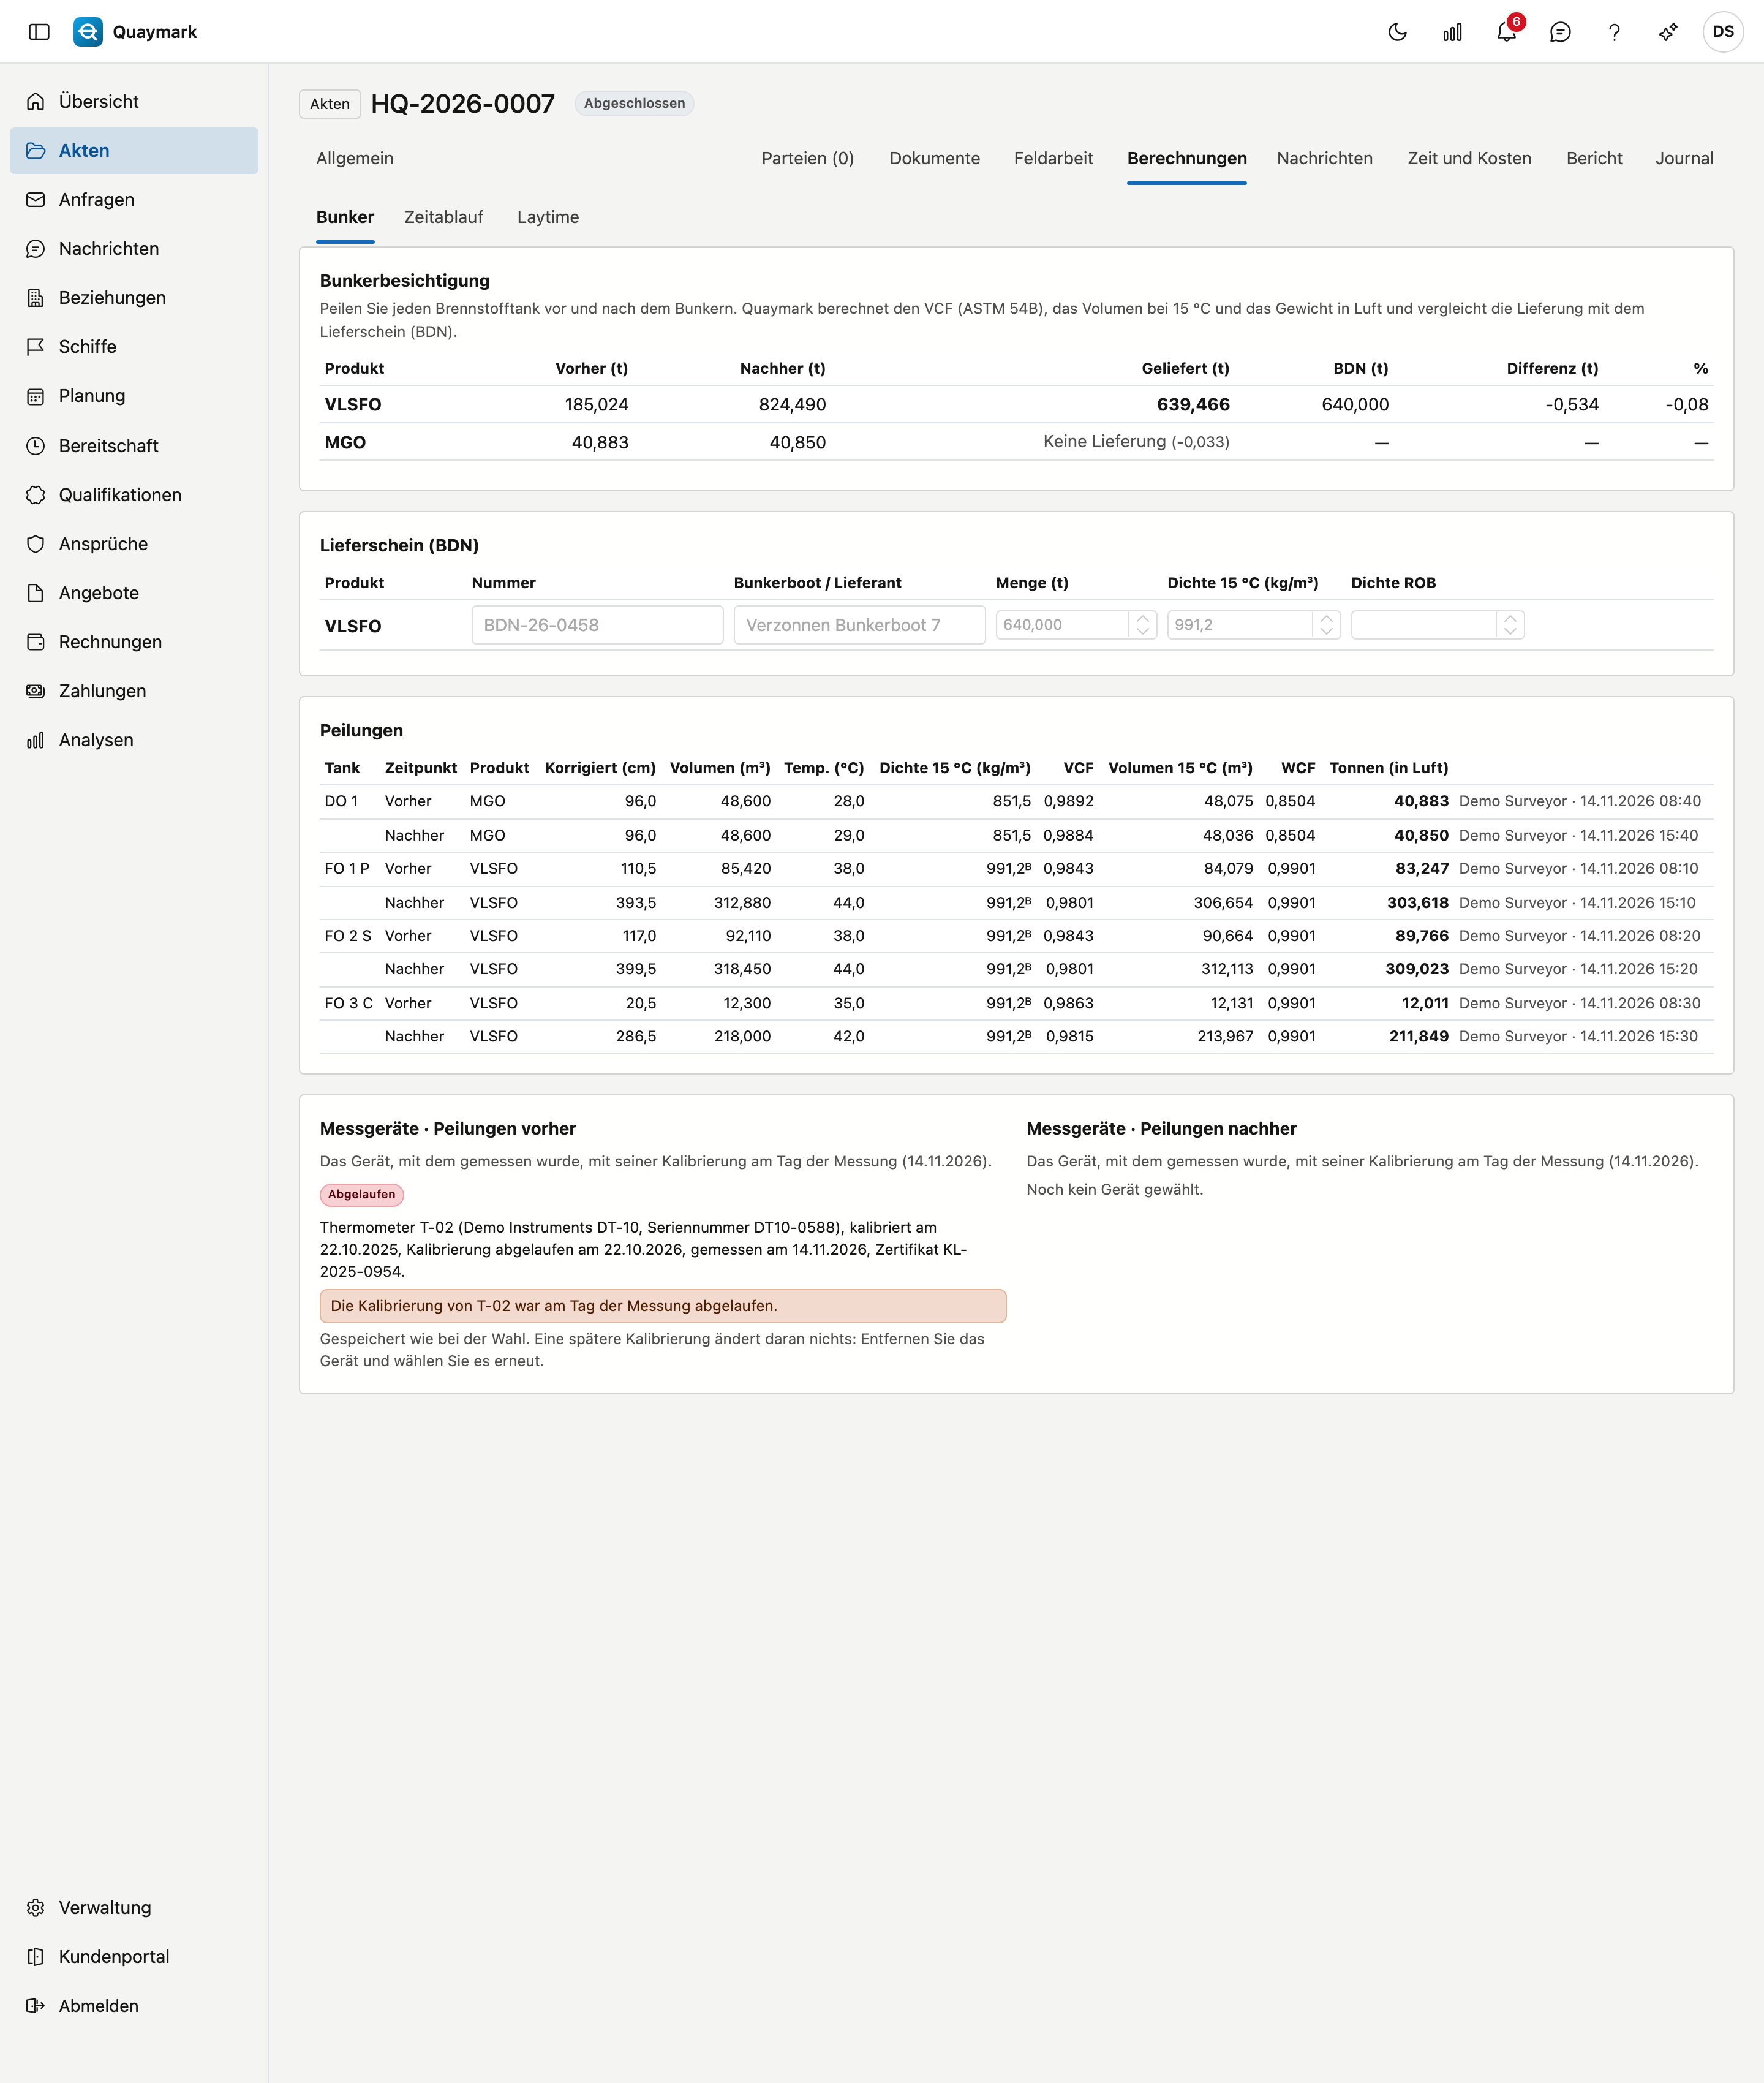 Quaymark
6
DS
Übersicht
Akten
Anfragen
Nachrichten
Beziehungen
Schiffe
Planung
Bereitschaft
Qualifikationen
Ansprüche
Angebote
Rechnungen
Zahlungen
Analysen
Verwaltung
Kundenportal
Abmelden
Akten HQ-2026-0007 Abgeschlossen
Allgemein Parteien (0) Dokumente Feldarbeit Berechnungen Nachrichten Zeit und Kosten Bericht Journal
Bunker Zeitablauf Laytime
Bunkerbesichtigung
Peilen Sie jeden Brennstofftank vor und nach dem Bunkern. Quaymark berechnet den VCF (ASTM 54B), das Volumen bei 15 °C und das Gewicht in Luft und vergleicht die Lieferung mit dem
Lieferschein (BDN).
Produkt Vorher (t) Nachher (t) Geliefert (t) BDN (t) Differenz (t) %
VLSFO 185,024 824,490 639,466 640,000 -0,534 -0,08
MGO 40,883 40,850 Keine Lieferung (-0,033) — — —
Lieferschein (BDN)
Produkt Nummer Bunkerboot / Lieferant Menge (t) Dichte 15 °C (kg/m³) Dichte ROB
VLSFO BDN-26-0458 Verzonnen Bunkerboot 7 640,000 991,2
Peilungen
Tank Zeitpunkt Produkt Korrigiert (cm) Volumen (m³) Temp. (°C) Dichte 15 °C (kg/m³) VCF Volumen 15 °C (m³) WCF Tonnen (in Luft)
DO 1 Vorher MGO 96,0 48,600 28,0 851,5 0,9892 48,075 0,8504 40,883 Demo Surveyor · 14.11.2026 08:40
Nachher MGO 96,0 48,600 29,0 851,5 0,9884 48,036 0,8504 40,850 Demo Surveyor · 14.11.2026 15:40
FO 1 P Vorher VLSFO 110,5 85,420 38,0 991,2ᴮ 0,9843 84,079 0,9901 83,247 Demo Surveyor · 14.11.2026 08:10
Nachher VLSFO 393,5 312,880 44,0 991,2ᴮ 0,9801 306,654 0,9901 303,618 Demo Surveyor · 14.11.2026 15:10
FO 2 S Vorher VLSFO 117,0 92,110 38,0 991,2ᴮ 0,9843 90,664 0,9901 89,766 Demo Surveyor · 14.11.2026 08:20
Nachher VLSFO 399,5 318,450 44,0 991,2ᴮ 0,9801 312,113 0,9901 309,023 Demo Surveyor · 14.11.2026 15:20
FO 3 C Vorher VLSFO 20,5 12,300 35,0 991,2ᴮ 0,9863 12,131 0,9901 12,011 Demo Surveyor · 14.11.2026 08:30
Nachher VLSFO 286,5 218,000 42,0 991,2ᴮ 0,9815 213,967 0,9901 211,849 Demo Surveyor · 14.11.2026 15:30
Messgeräte · Peilungen vorher
Das Gerät, mit dem gemessen wurde, mit seiner Kalibrierung am Tag der Messung (14.11.2026).
Abgelaufen
Thermometer T-02 (Demo Instruments DT-10, Seriennummer DT10-0588), kalibriert am
22.10.2025, Kalibrierung abgelaufen am 22.10.2026, gemessen am 14.11.2026, Zertifikat KL-
2025-0954.
Die Kalibrierung von T-02 war am Tag der Messung abgelaufen.
Gespeichert wie bei der Wahl. Eine spätere Kalibrierung ändert daran nichts: Entfernen Sie das
Gerät und wählen Sie es erneut.
Messgeräte · Peilungen nachher
Das Gerät, mit dem gemessen wurde, mit seiner Kalibrierung am Tag der Messung (14.11.2026).
Noch kein Gerät gewählt.